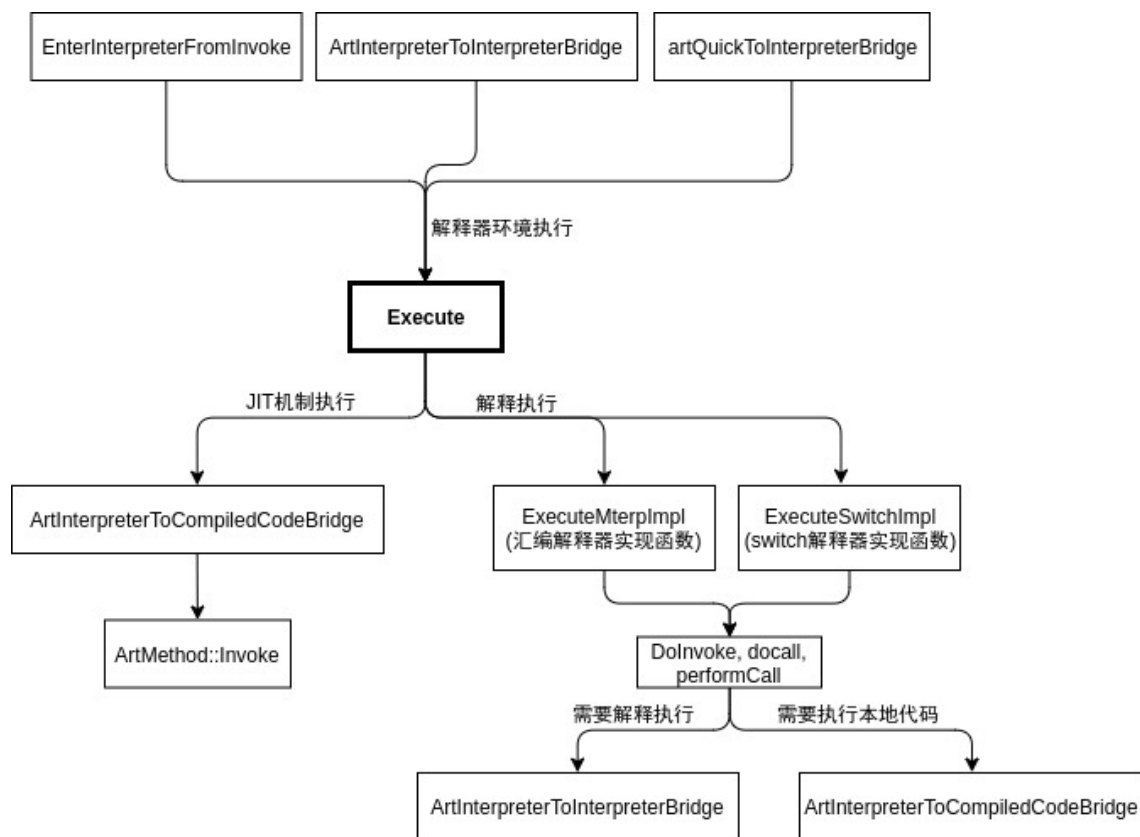 EnterInterpreterFromInvoke
ArtInterpreterToInterpreterBridge
artQuickToInterpreterBridge
解释器环境执行
Execute
JIT机制执行
解释执行
ArtInterpreterToCompiledCodeBridge
ExecuteMterpImpl
(汇编解释器实现函数)
ExecuteSwitchImpl
(switch解释器实现函数)
ArtMethod::Invoke
DoInvoke, docall,
performCall
需要解释执行
需要执行本地代码
ArtInterpreterToInterpreterBridge
ArtInterpreterToCompiledCodeBridge